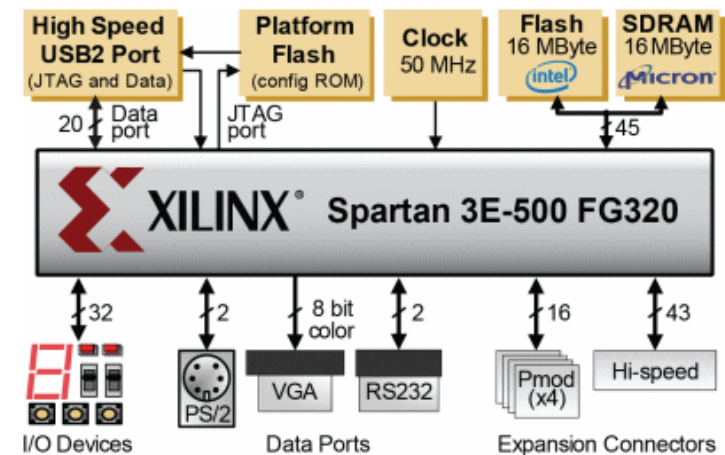 High Speed
USB2 Port
(JTAG and Data)
Platform
Flash
(config ROM)
Clock
50 MHz
Flash
16 MByte
intel
SDRAM
16 MByte
Micron
20
Data
port
JTAG
port
45
XILINX® Spartan 3E-500 FG320
32
2
8 bit
color
2
16
43
PS/2
VGA
RS232
Pmod
(x4)
Hi-speed
I/O Devices
Data Ports
Expansion Connectors